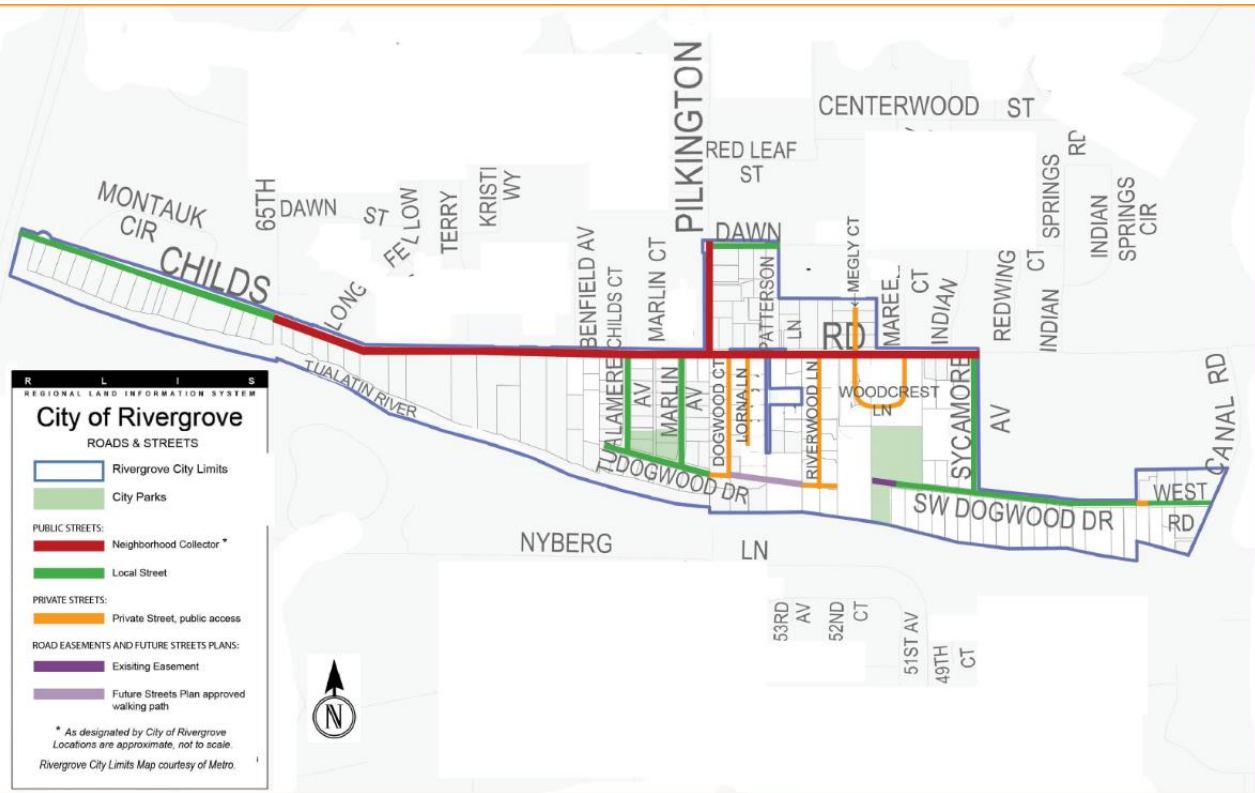 CENTERWOOD ST
PILKINGTON
RED LEAF
ST
SPRINGS
RD
INDIAN
SPRINGS
CIR
MONTAUK
CIR
65TH
DAWN ST
FELLOW
TERRY
KRISTI
WY
DAWN
CHILDS
LONG
BENFIELD AV
CHILDS CT
MARLIN CT
PATTERSON
LN
←MEGLY CT
RD
CT
INDIAN
REDWING
CT
INDIAN
TUALATIN RIVER
TUALAMERE
AV
MARLIN
AV
DOGWOOD CT
LORNA LN
RIVERWOOD LN
WOODCREST
LN
SYCAMORE
AV
CANAL RD
DOGWOOD DR
SW DOGWOOD DR
WEST
RD
NYBERG LN
53RD
AV
52ND
CT
51ST AV
49TH
CT
R L I S
REGIONAL LAND INFORMATION SYSTEM
City of Rivergrove
ROADS & STREETS
Rivergrove City Limits
City Parks
PUBLIC STREETS:
Neighborhood Collector *
Local Street
PRIVATE STREETS:
Private Street, public access
ROAD EASEMENTS AND FUTURE STREETS PLANS:
Exisiting Easement
Future Streets Plan approved
walking path
* As designated by City of Rivergrove
Locations are approximate, not to scale.
Rivergrove City Limits Map courtesy of Metro.
N